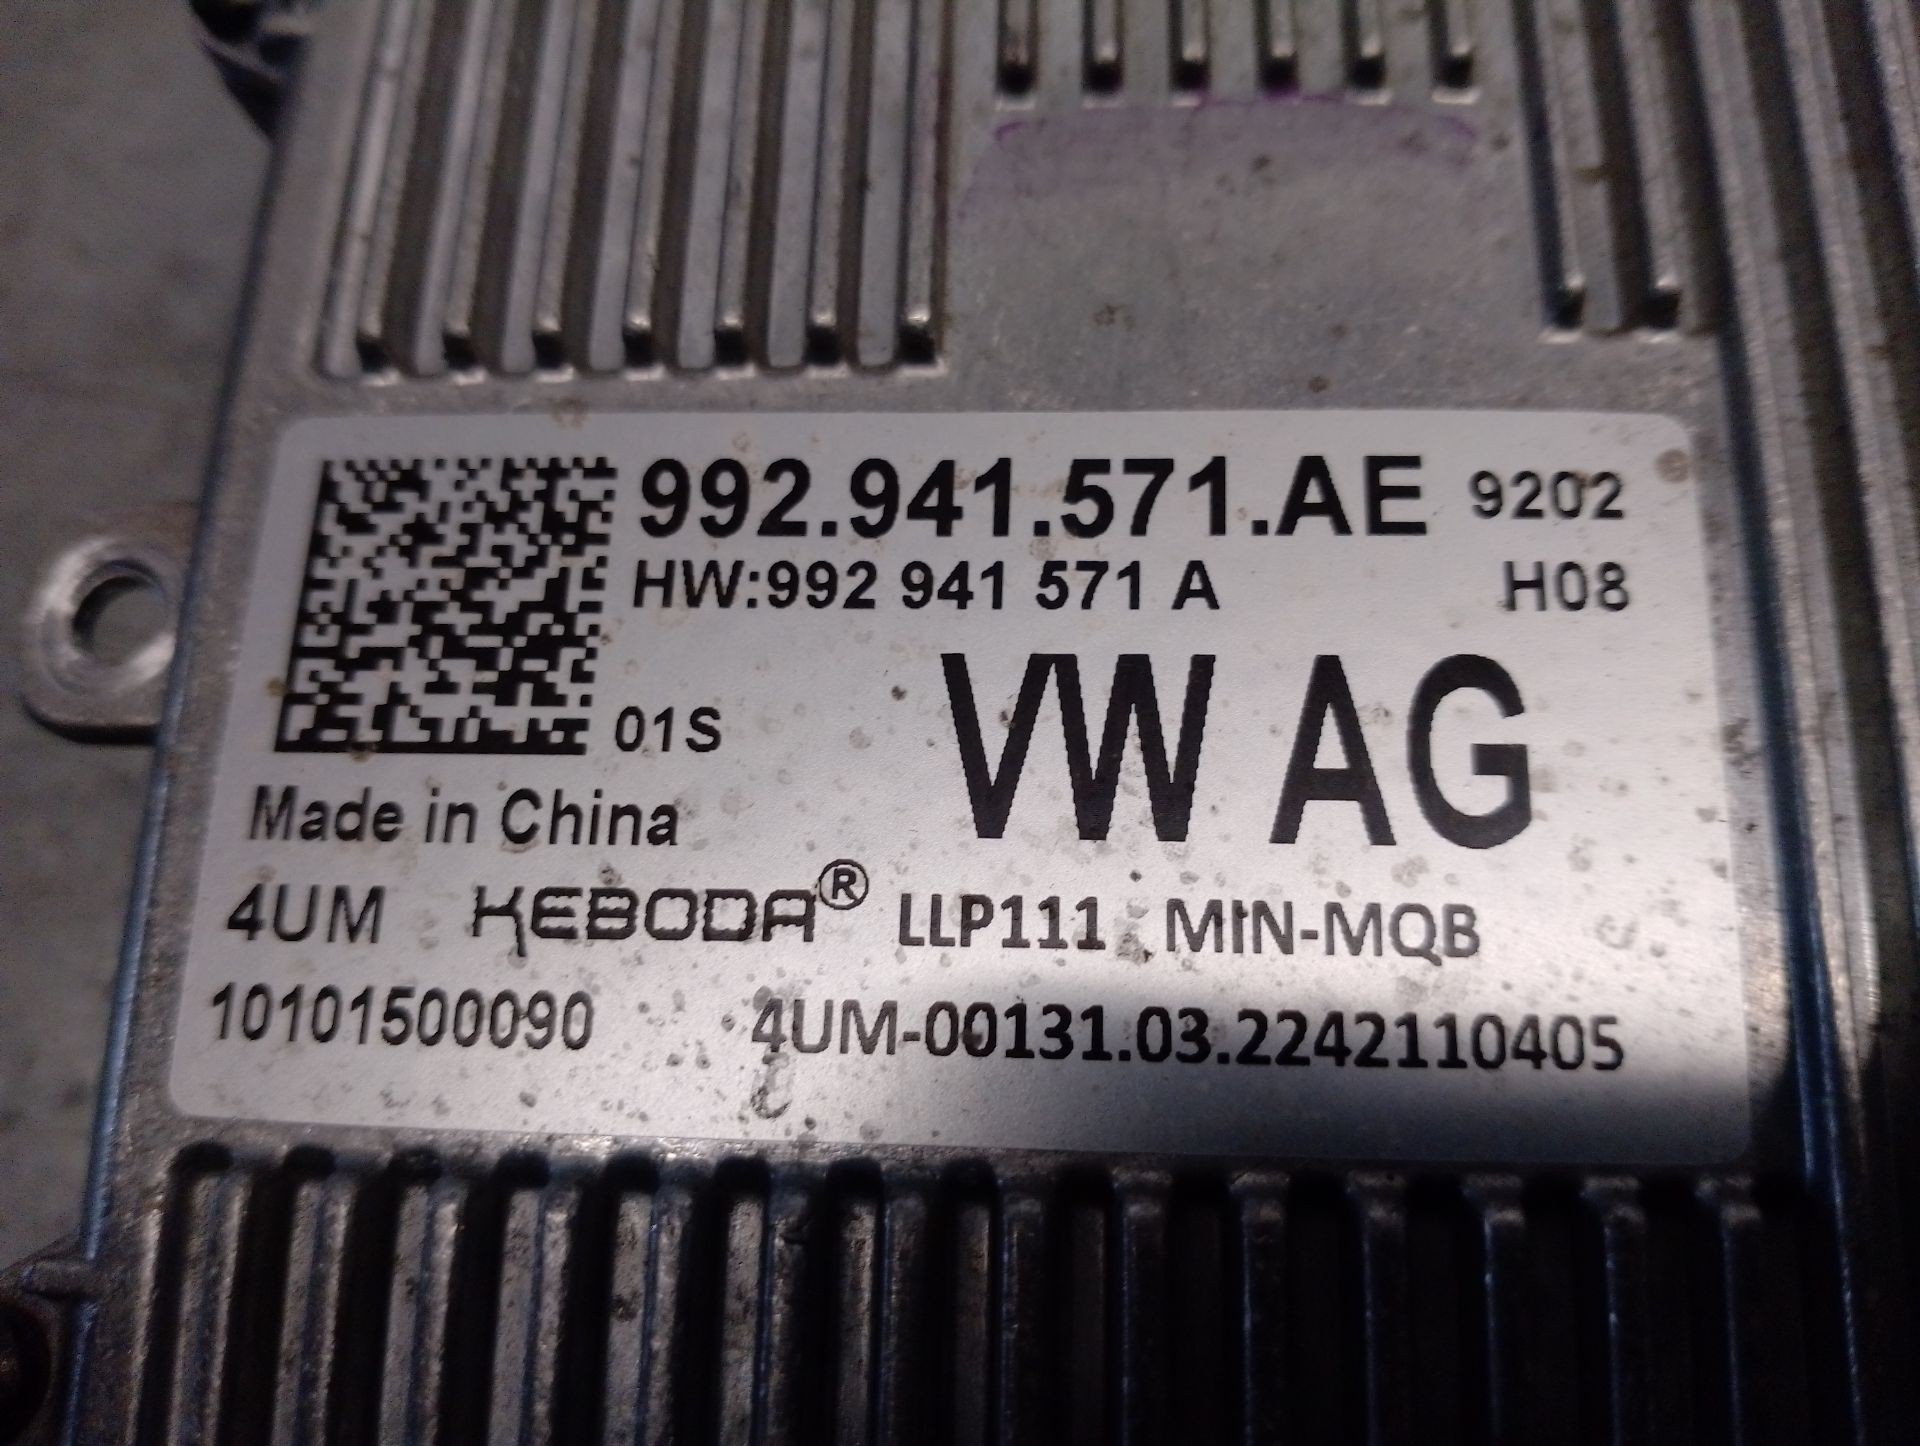 992.941.571.AE 9202
HW:992 941 571 A H08
01S VW AG
Made in China
4UM KEBODA® LLP111 MIN-MQB
10101500090 4UM-00131.03.2242110405